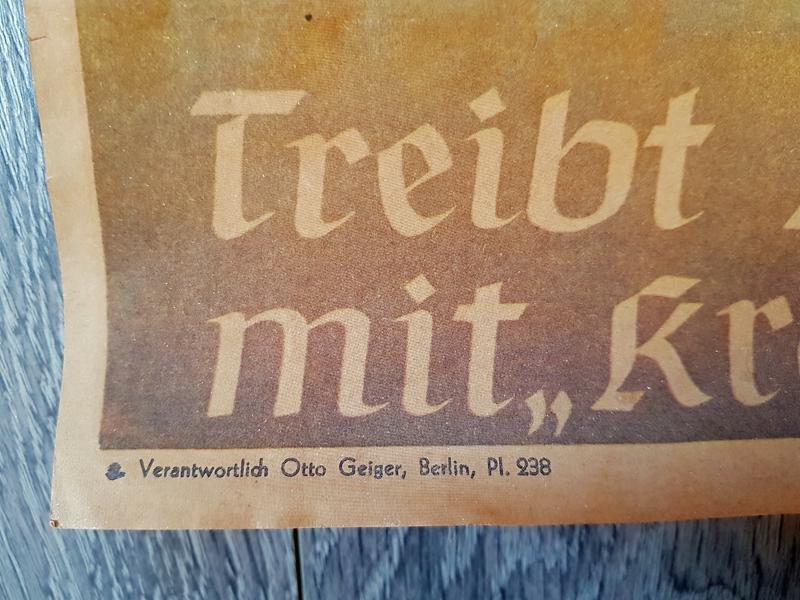 Treibt
mit „Kr
Verantwortlich Otto Geiger, Berlin, Pl. 238